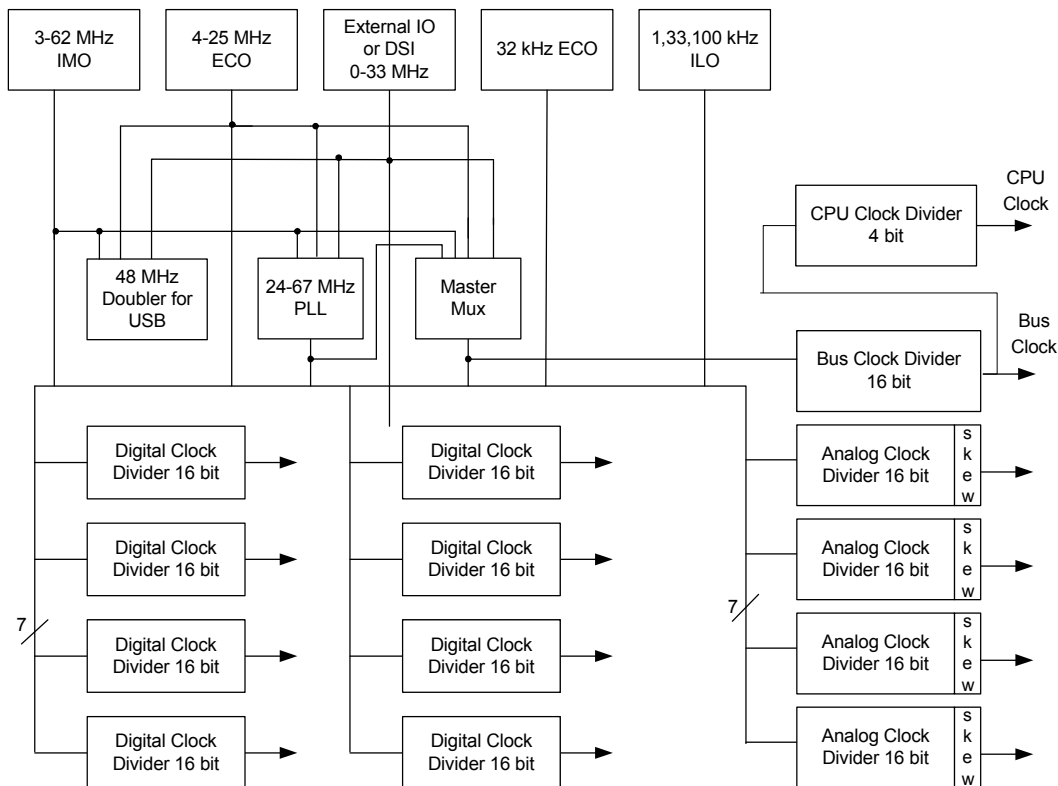 3-62 MHz
IMO
4-25 MHz
ECO
External IO
or DSI
0-33 MHz
32 kHz ECO
1,33,100 kHz
ILO
CPU
Clock
CPU Clock Divider
4 bit
48 MHz
Doubler for
USB
24-67 MHz
PLL
Master
Mux
Bus
Clock
Bus Clock Divider
16 bit
Digital Clock
Divider 16 bit
Digital Clock
Divider 16 bit
Analog Clock
Divider 16 bit
s
k
e
w
Digital Clock
Divider 16 bit
Digital Clock
Divider 16 bit
Analog Clock
Divider 16 bit
s
k
e
w
7
7
Digital Clock
Divider 16 bit
Digital Clock
Divider 16 bit
Analog Clock
Divider 16 bit
s
k
e
w
Digital Clock
Divider 16 bit
Digital Clock
Divider 16 bit
Analog Clock
Divider 16 bit
s
k
e
w